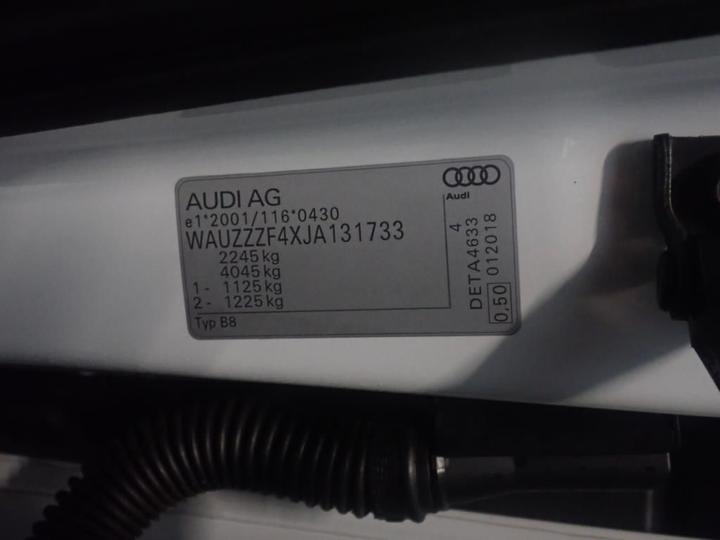 AUDI AG
e1*2001/116*0430
WAUZZZF4XJA131733
2245 kg
4045 kg
1- 1125 kg
2- 1225 kg
Typ B8
Audi
4
DETA4633
012018
0,50